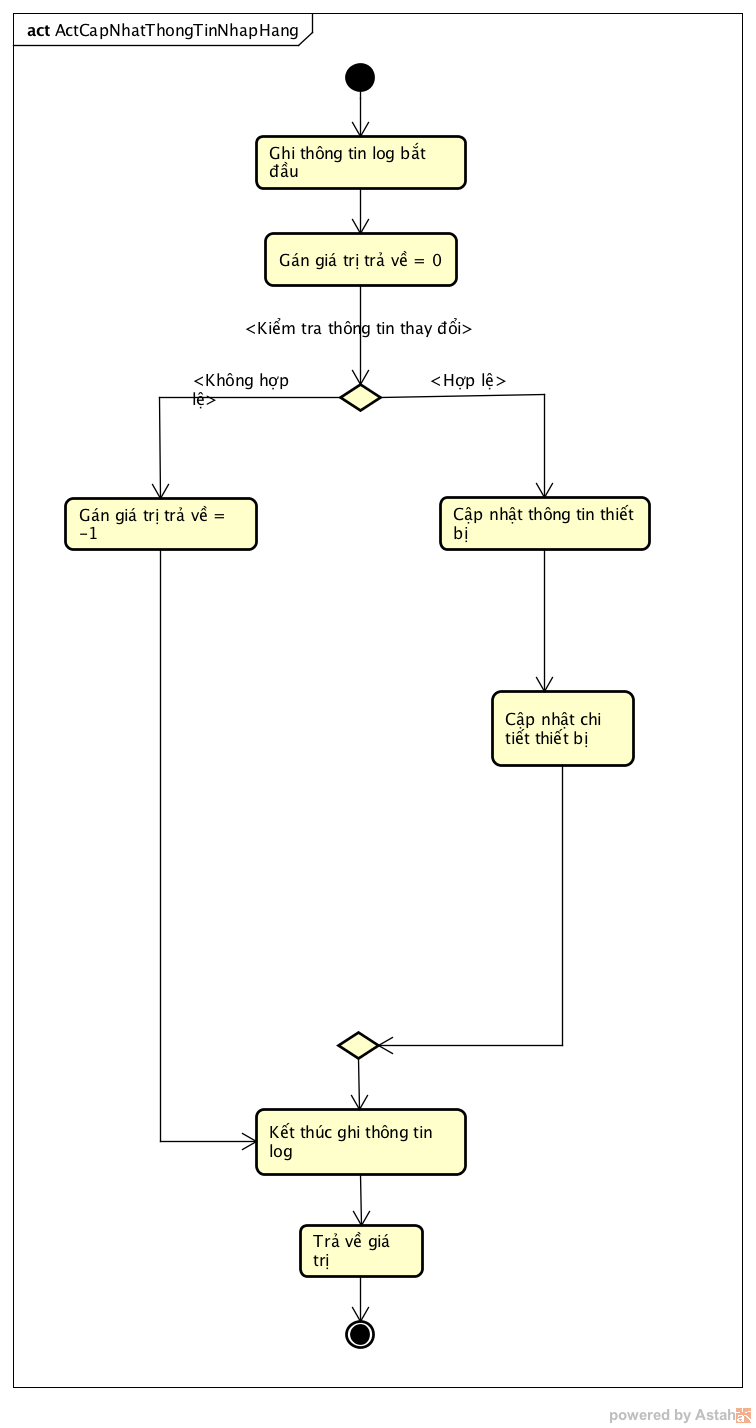 act ActCapNhatThongTinNhapHang
Ghi thông tin log bắt
đầu
Gán giá trị trả về = 0
<Kiểm tra thông tin thay đổi>
<Không hợp
lệ>
<Hợp lệ>
Gán giá trị trả về =
-1
Cập nhật thông tin thiết
bị
Cập nhật chi
tiết thiết bị
Kết thúc ghi thông tin
log
Trả về giá
trị
powered by Astah